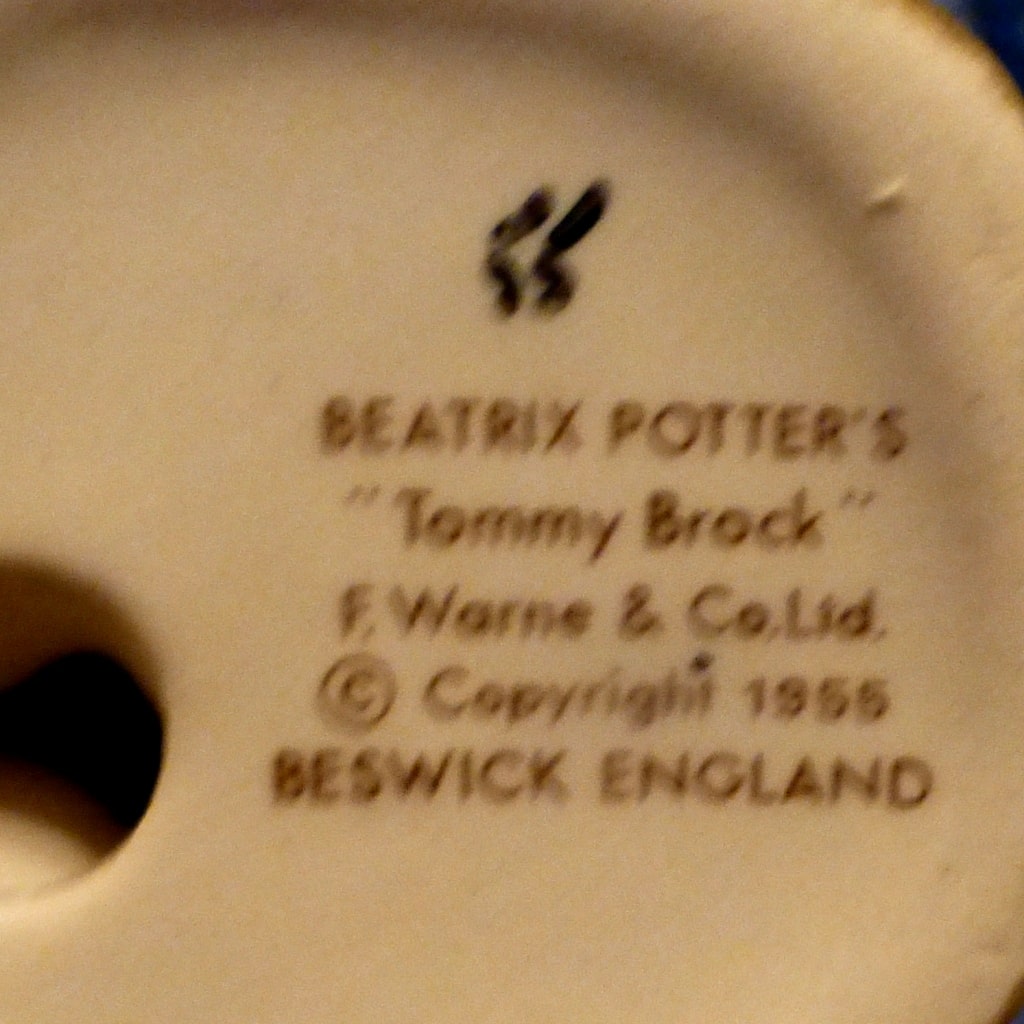 BEATRIX POTTER'S
"Tommy Brock"
F. Warne & Co. Ltd.
© Copyright 1955
BESWICK ENGLAND